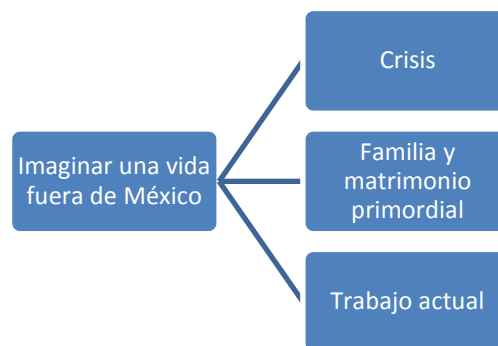 Imaginar una vida
fuera de México
Crisis
Familia y
matrimonio
primordial
Trabajo actual